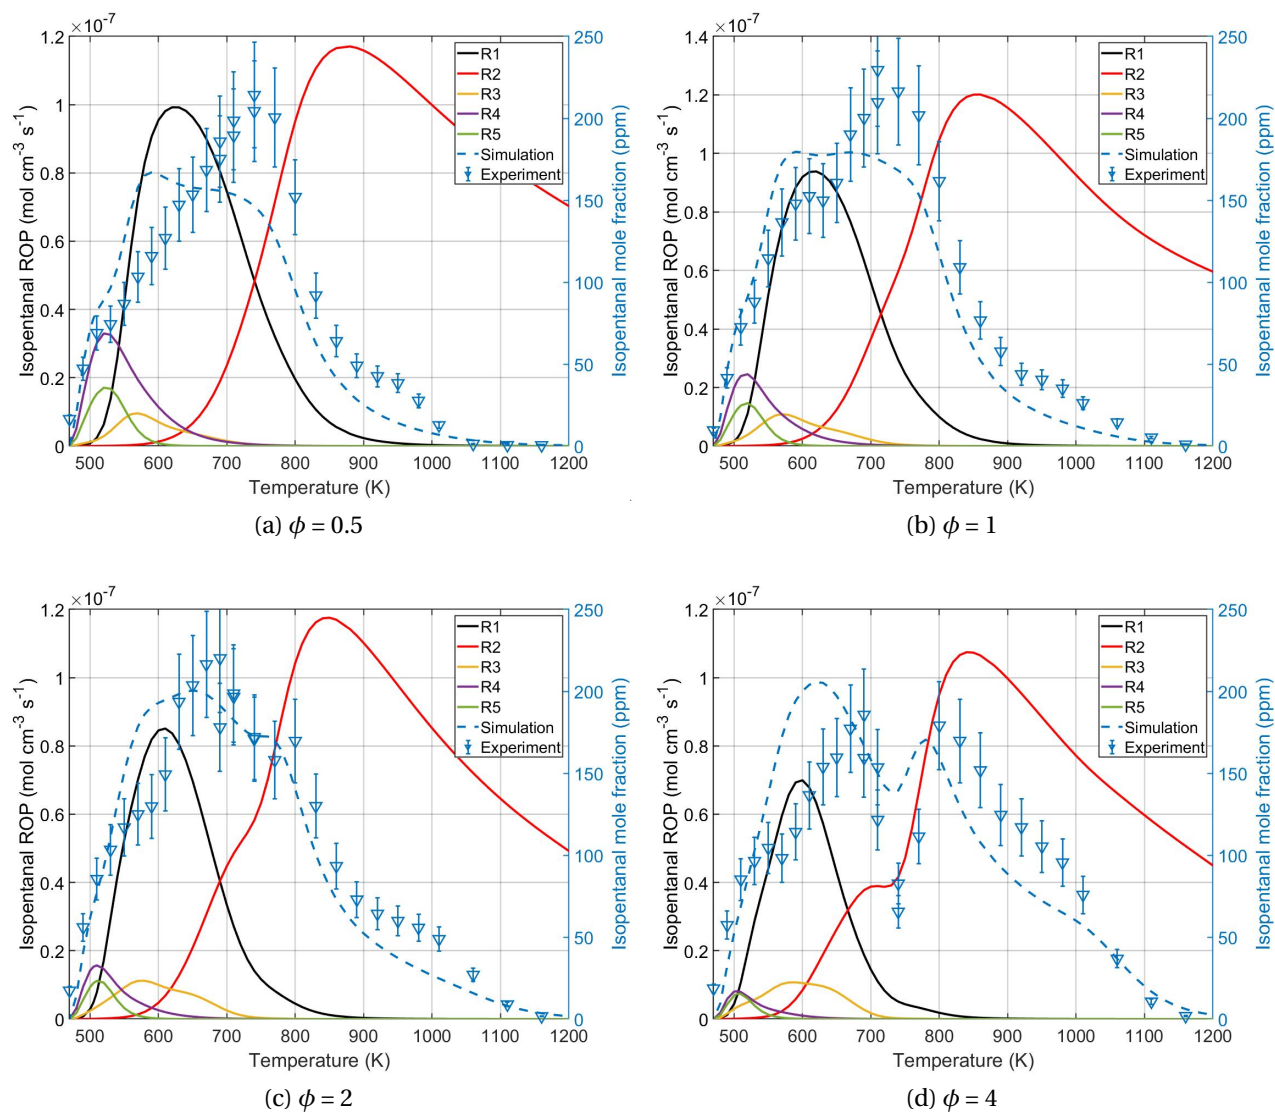 ×10⁻⁷
1.2
1
0.8
0.6
0.4
0.2
0
Isopentanal ROP (mol cm⁻³ s⁻¹)
250
200
150
100
50
0
Isopentanal mole fraction (ppm)
R1
R2
R3
R4
R5
Simulation
Experiment
500 600 700 800 900 1000 1100 1200
Temperature (K)
(a) ϕ = 0.5
×10⁻⁷
1.4
1.2
1
0.8
0.6
0.4
0.2
0
Isopentanal ROP (mol cm⁻³ s⁻¹)
250
200
150
100
50
0
Isopentanal mole fraction (ppm)
R1
R2
R3
R4
R5
Simulation
Experiment
500 600 700 800 900 1000 1100 1200
Temperature (K)
(b) ϕ = 1
×10⁻⁷
1.2
1
0.8
0.6
0.4
0.2
0
Isopentanal ROP (mol cm⁻³ s⁻¹)
250
200
150
100
50
0
Isopentanal mole fraction (ppm)
R1
R2
R3
R4
R5
Simulation
Experiment
500 600 700 800 900 1000 1100 1200
Temperature (K)
(c) ϕ = 2
×10⁻⁷
1.2
1
0.8
0.6
0.4
0.2
0
Isopentanal ROP (mol cm⁻³ s⁻¹)
250
200
150
100
50
0
Isopentanal mole fraction (ppm)
R1
R2
R3
R4
R5
Simulation
Experiment
500 600 700 800 900 1000 1100 1200
Temperature (K)
(d) ϕ = 4